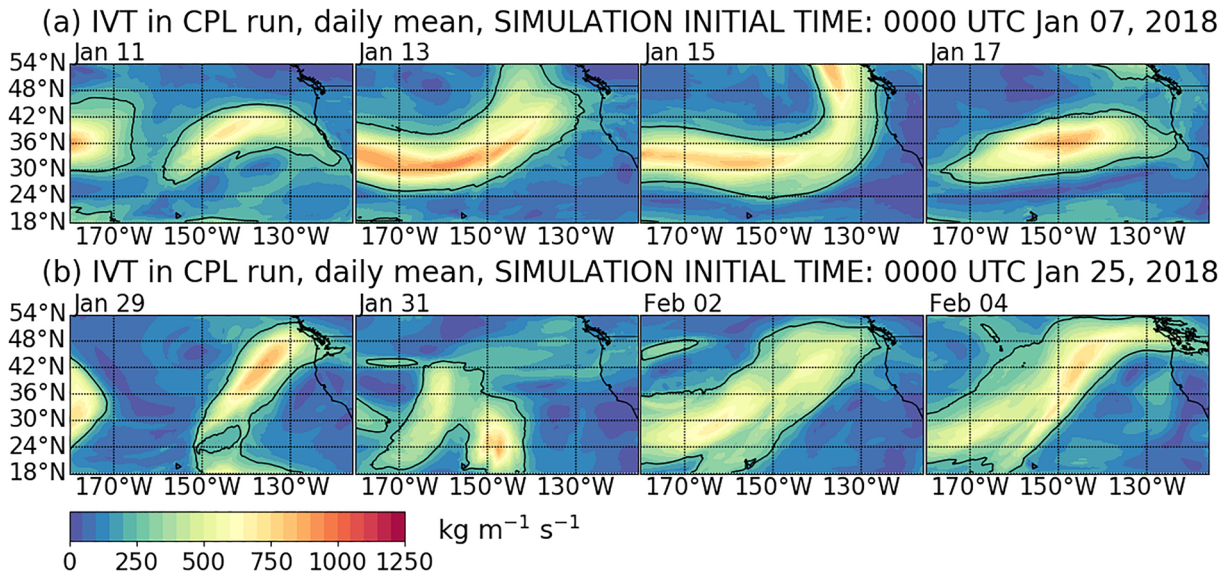 (a) IVT in CPL run, daily mean, SIMULATION INITIAL TIME: 0000 UTC Jan 07, 2018
Jan 11 Jan 13 Jan 15 Jan 17
54°N
48°N
42°N
36°N
30°N
24°N
18°N
170°W 150°W 130°W 170°W 150°W 130°W 170°W 150°W 130°W 170°W 150°W 130°W
(b) IVT in CPL run, daily mean, SIMULATION INITIAL TIME: 0000 UTC Jan 25, 2018
Jan 29 Jan 31 Feb 02 Feb 04
54°N
48°N
42°N
36°N
30°N
24°N
18°N
170°W 150°W 130°W 170°W 150°W 130°W 170°W 150°W 130°W 170°W 150°W 130°W
kg m⁻¹ s⁻¹
0 250 500 750 1000 1250